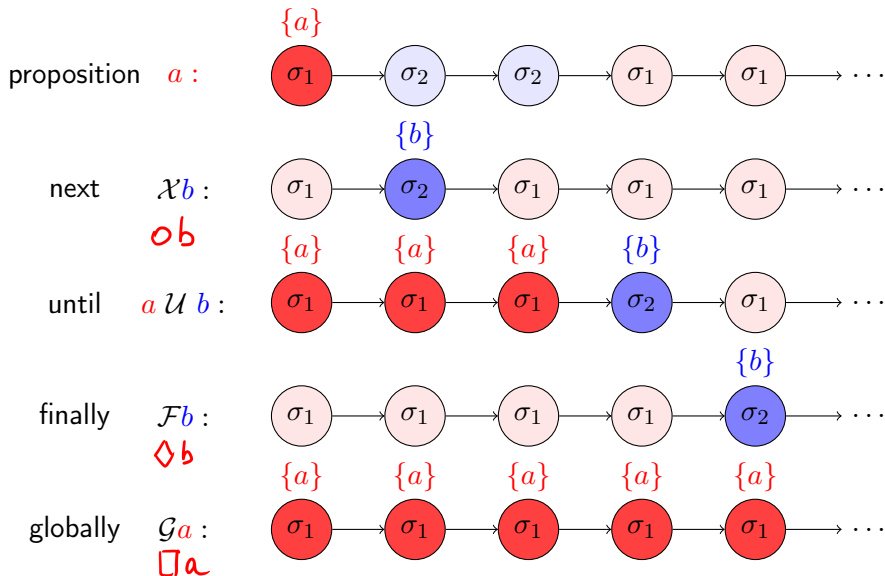 {a}
proposition a : σ₁ σ₂ σ₂ σ₁ σ₁ ⋯
{b}
next 𝒳b : σ₁ σ₂ σ₁ σ₁ σ₁ ⋯
○b
{a} {a} {a} {b}
until a 𝒰 b : σ₁ σ₁ σ₁ σ₂ σ₁ ⋯
{b}
finally ℱb : σ₁ σ₁ σ₁ σ₁ σ₂ ⋯
◇b
{a} {a} {a} {a} {a}
globally 𝒢a : σ₁ σ₁ σ₁ σ₁ σ₁ ⋯
□a